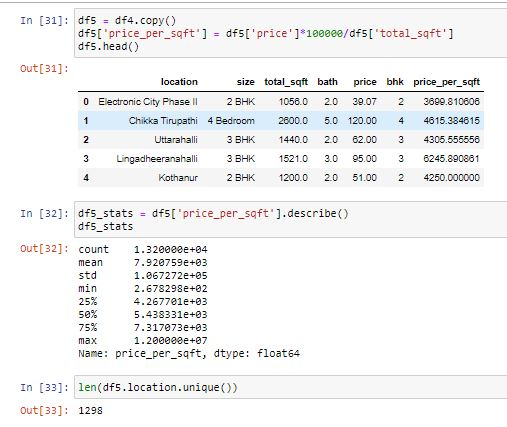 In [31]: df5 = df4.copy()
df5['price_per_sqft'] = df5['price']*100000/df5['total_sqft']
df5.head()
Out[31]:
location size total_sqft bath price bhk price_per_sqft
0 Electronic City Phase II 2 BHK 1056.0 2.0 39.07 2 3699.810606
1 Chikka Tirupathi 4 Bedroom 2600.0 5.0 120.00 4 4615.384615
2 Uttarahalli 3 BHK 1440.0 2.0 62.00 3 4305.555556
3 Lingadheeranahalli 3 BHK 1521.0 3.0 95.00 3 6245.890861
4 Kothanur 2 BHK 1200.0 2.0 51.00 2 4250.000000
In [32]: df5_stats = df5['price_per_sqft'].describe()
df5_stats
Out[32]: count 1.320000e+04
mean 7.920759e+03
std 1.067272e+05
min 2.678298e+02
25% 4.267701e+03
50% 5.438331e+03
75% 7.317073e+03
max 1.200000e+07
Name: price_per_sqft, dtype: float64
In [33]: len(df5.location.unique())
Out[33]: 1298